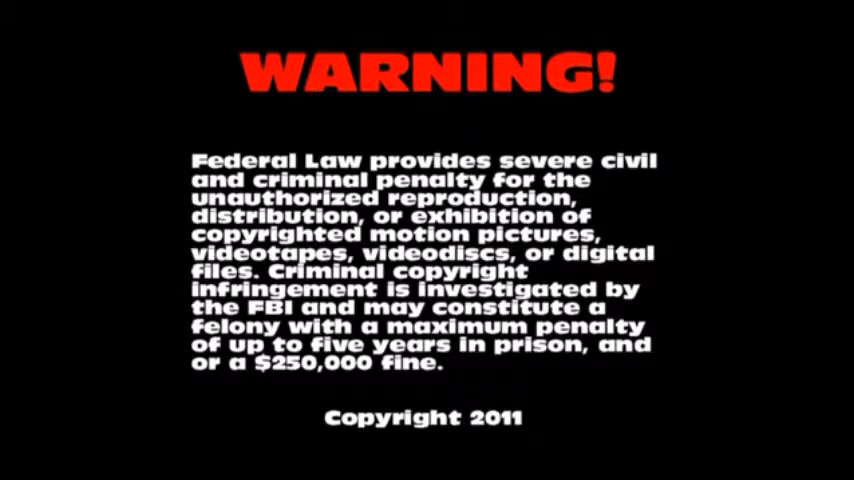 WARNING!
Federal Law provides severe civil
and criminal penalty for the
unauthorized reproduction,
distribution, or exhibition of
copyrighted motion pictures,
videotapes, videodiscs, or digital
files. Criminal copyright
infringement is investigated by
the FBI and may constitute a
felony with a maximum penalty
of up to five years in prison, and
or a $250,000 fine.
Copyright 2011